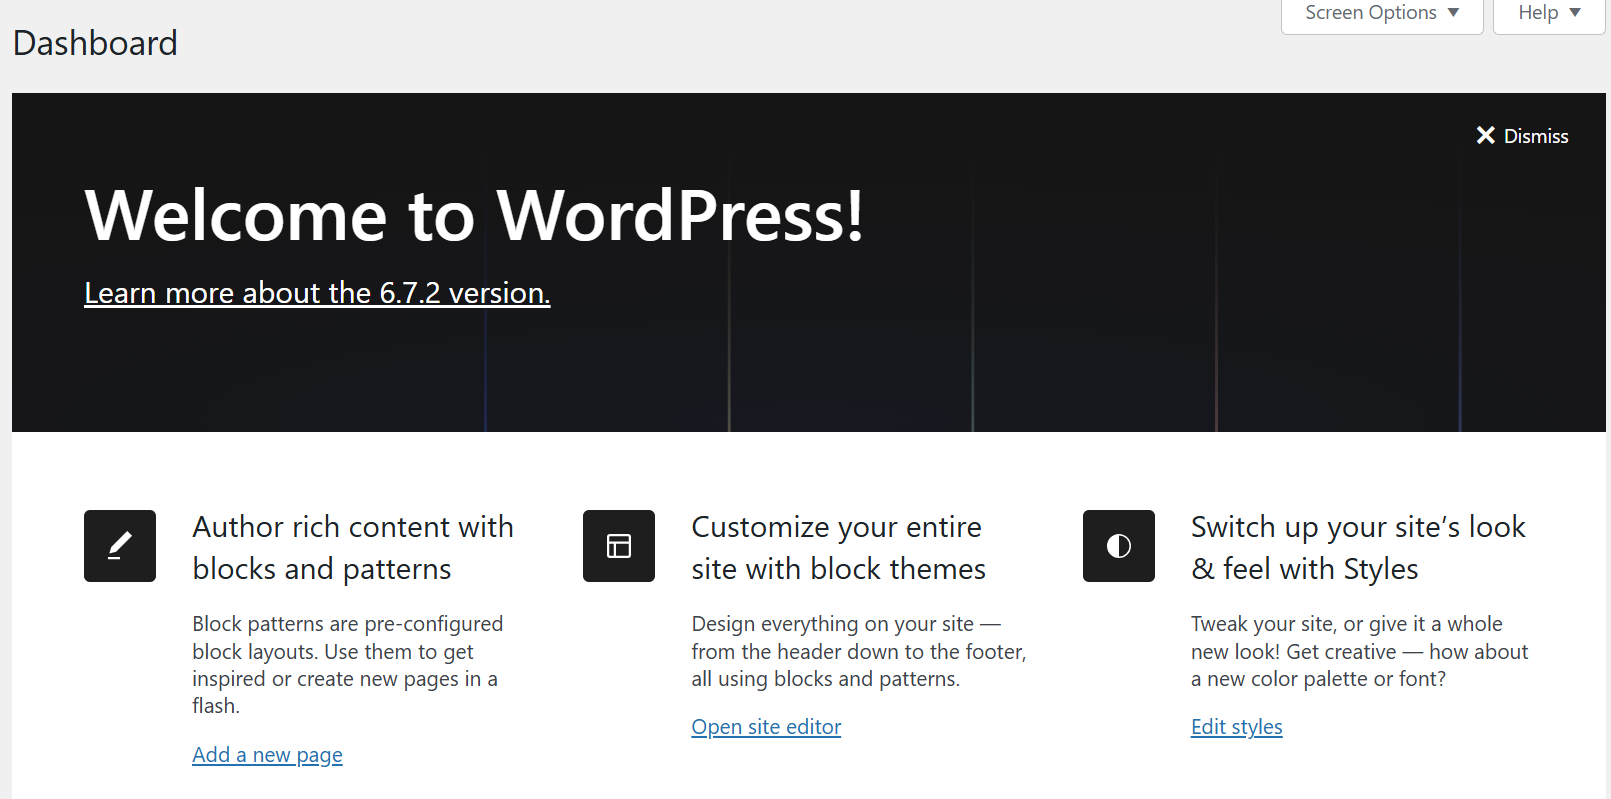 Screen Options
Help
Dashboard
Dismiss
Welcome to WordPress!
Learn more about the 6.7.2 version.
Author rich content with
blocks and patterns
Block patterns are pre-configured
block layouts. Use them to get
inspired or create new pages in a
flash.
Add a new page
Customize your entire
site with block themes
Design everything on your site —
from the header down to the footer,
all using blocks and patterns.
Open site editor
Switch up your site’s look
& feel with Styles
Tweak your site, or give it a whole
new look! Get creative — how about
a new color palette or font?
Edit styles